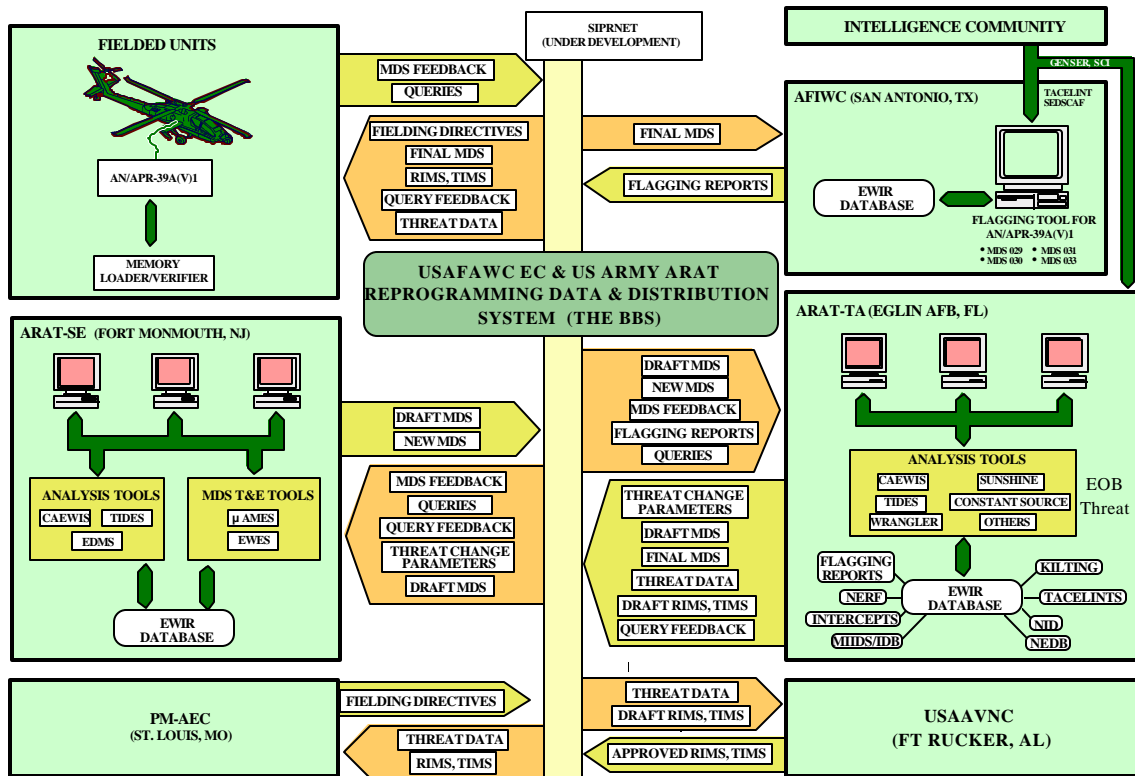 FIELDED UNITS
AN/APR-39A(V)1
MEMORY
LOADER/VERIFIER
MDS FEEDBACK
QUERIES
FIELDING DIRECTIVES
FINAL MDS
RIMS, TIMS
QUERY FEEDBACK
THREAT DATA
SIPRNET
(UNDER DEVELOPMENT)
FINAL MDS
FLAGGING REPORTS
INTELLIGENCE COMMUNITY
GENSER, SCI
AFIWC (SAN ANTONIO, TX)
TACELINT
SEDSCAF
EWIR
DATABASE
FLAGGING TOOL FOR
AN/APR-39A(V)1
• MDS 029 • MDS 031
• MDS 030 • MDS 033
USAFAWC EC & US ARMY ARAT
REPROGRAMMING DATA & DISTRIBUTION
SYSTEM (THE BBS)
ARAT-SE (FORT MONMOUTH, NJ)
ANALYSIS TOOLS
CAEWIS
TIDES
EDMS
MDS T&E TOOLS
µ AMES
EWES
EWIR
DATABASE
DRAFT MDS
NEW MDS
MDS FEEDBACK
QUERIES
QUERY FEEDBACK
THREAT CHANGE
PARAMETERS
DRAFT MDS
DRAFT MDS
NEW MDS
MDS FEEDBACK
FLAGGING REPORTS
QUERIES
THREAT CHANGE
PARAMETERS
DRAFT MDS
FINAL MDS
THREAT DATA
DRAFT RIMS, TIMS
QUERY FEEDBACK
ARAT-TA (EGLIN AFB, FL)
ANALYSIS TOOLS
CAEWIS
SUNSHINE
TIDES
CONSTANT SOURCE
WRANGLER
OTHERS
EOB
Threat
FLAGGING
REPORTS
NERF
INTERCEPTS
MIIDS/IDB
EWIR
DATABASE
KILTING
TACELINTS
NID
NEDB
PM-AEC
(ST. LOUIS, MO)
FIELDING DIRECTIVES
THREAT DATA
RIMS, TIMS
THREAT DATA
DRAFT RIMS, TIMS
APPROVED RIMS, TIMS
USAAVNC
(FT RUCKER, AL)